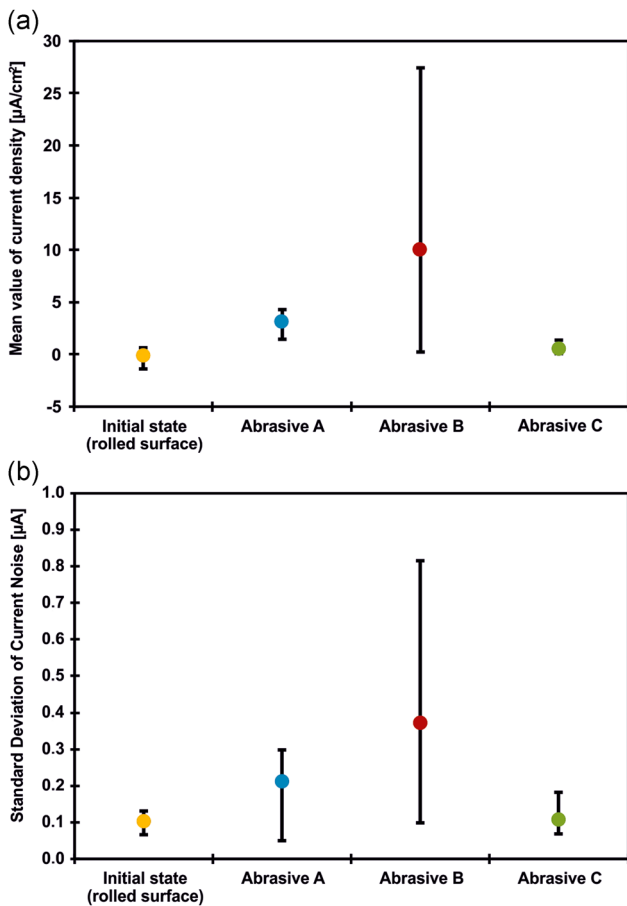 (a)
Mean value of current density [µA/cm²]
30
25
20
15
10
5
0
-5
Initial state
(rolled surface)
Abrasive A
Abrasive B
Abrasive C
(b)
Standard Deviation of Current Noise [µA]
1.0
0.9
0.8
0.7
0.6
0.5
0.4
0.3
0.2
0.1
0.0
Initial state
(rolled surface)
Abrasive A
Abrasive B
Abrasive C